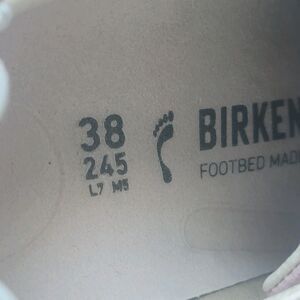 38
245
L7 M5
BIRKEN
FOOTBED MAD